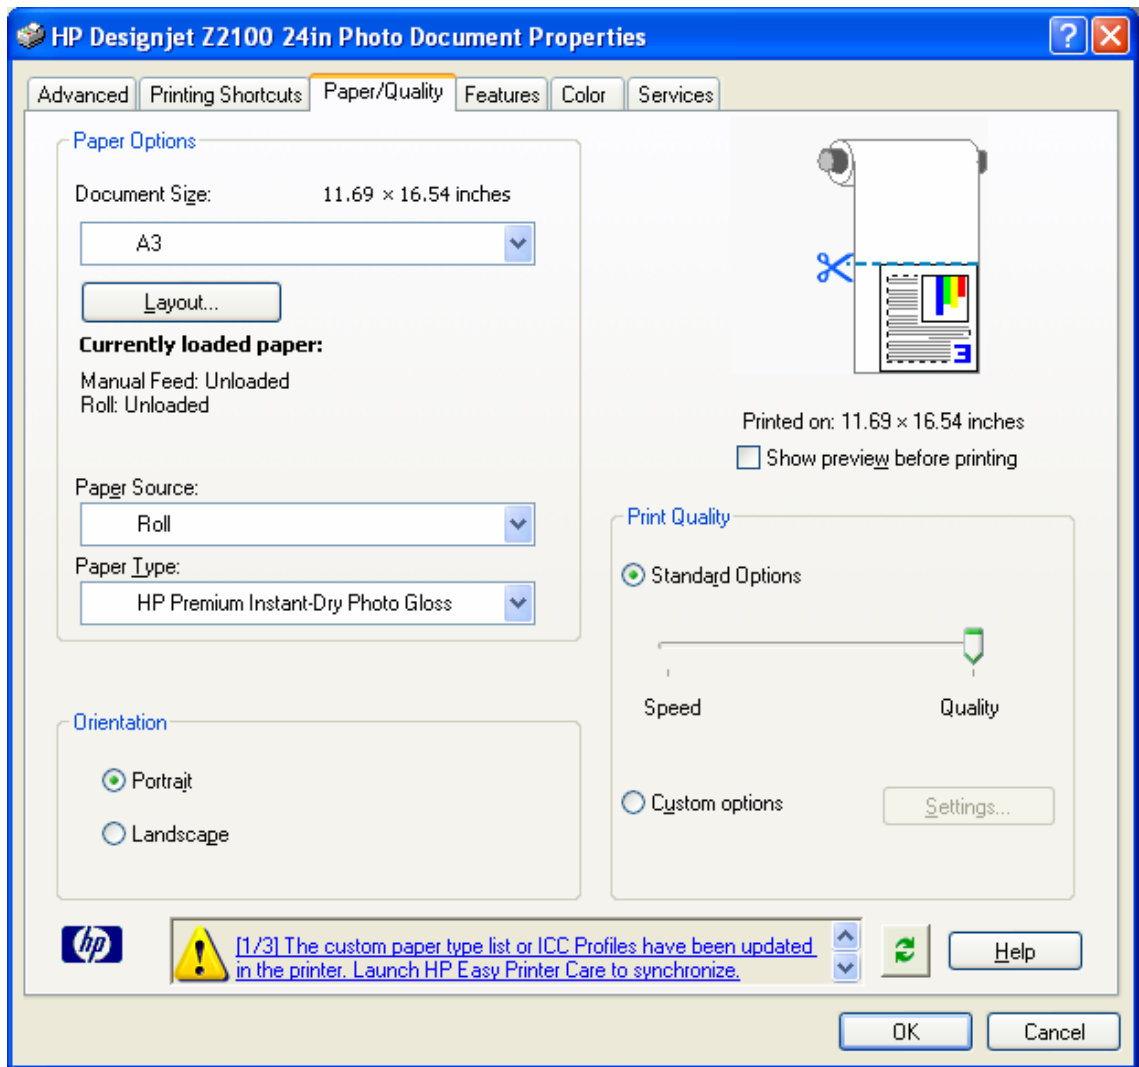 HP Designjet Z2100 24in Photo Document Properties
Advanced Printing Shortcuts Paper/Quality Features Color Services
Paper Options
Document Size: 11.69 × 16.54 inches
A3
Layout...
Currently loaded paper:
Manual Feed: Unloaded
Roll: Unloaded
3
Printed on: 11.69 × 16.54 inches
Show preview before printing
Paper Source:
Roll
Paper Type:
HP Premium Instant-Dry Photo Gloss
Print Quality
Standard Options
Speed Quality
Custom options Settings...
Orientation
Portrait
Landscape
hp
[1/3] The custom paper type list or ICC Profiles have been updated
in the printer. Launch HP Easy Printer Care to synchronize.
Help
OK Cancel